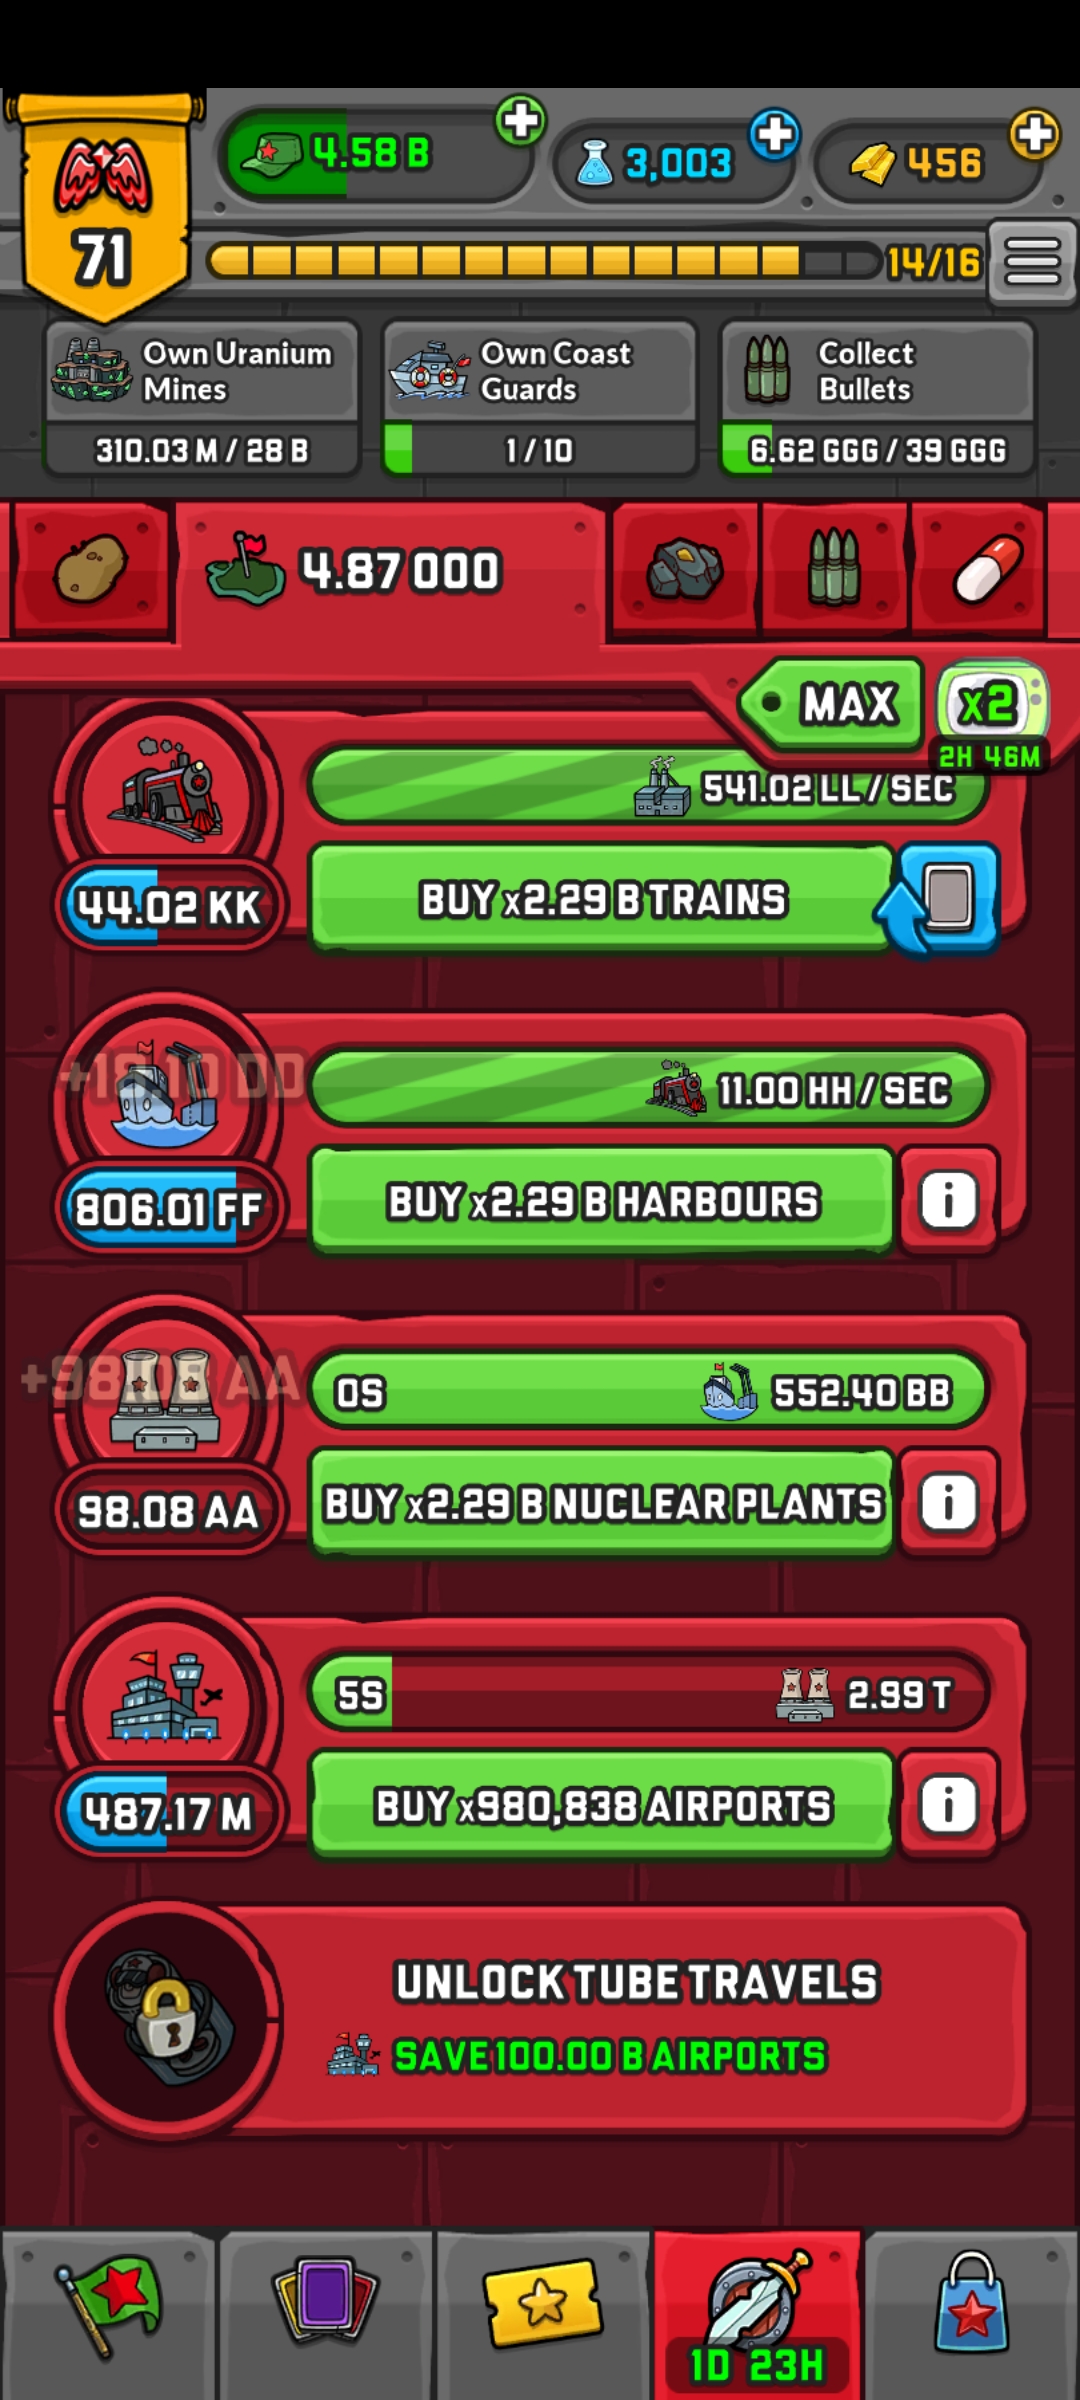 71
4.58 B
3,003
456
14/16
Own Uranium
Mines
310.03 M / 28 B
Own Coast
Guards
1 / 10
Collect
Bullets
6.62 GGG / 39 GGG
4.87 OOO
MAX
x2
2H 46M
541.02 LL / SEC
44.02 KK
BUY x2.29 B TRAINS
+18.10 DD
11.00 HH / SEC
806.01 FF
BUY x2.29 B HARBOURS
+98.08 AA
0S
552.40 BB
98.08 AA
BUY x2.29 B NUCLEAR PLANTS
5S
2.99 T
487.17 M
BUY x980,838 AIRPORTS
UNLOCK TUBE TRAVELS
SAVE 100.00 B AIRPORTS
1D 23H